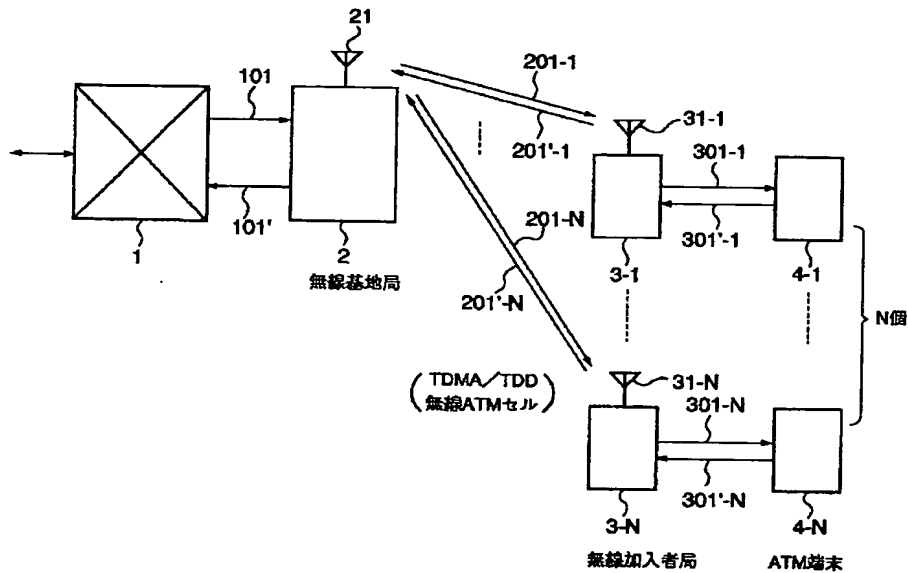 21
101
201-1
201'-1
31-1
301-1
301'-1
101'
1
2
無線基地局
3-1
4-1
201-N
201'-N
N個
(TDMA／TDD
無線ATMセル)
31-N
301-N
301'-N
3-N
4-N
無線加入者局
ATM端末